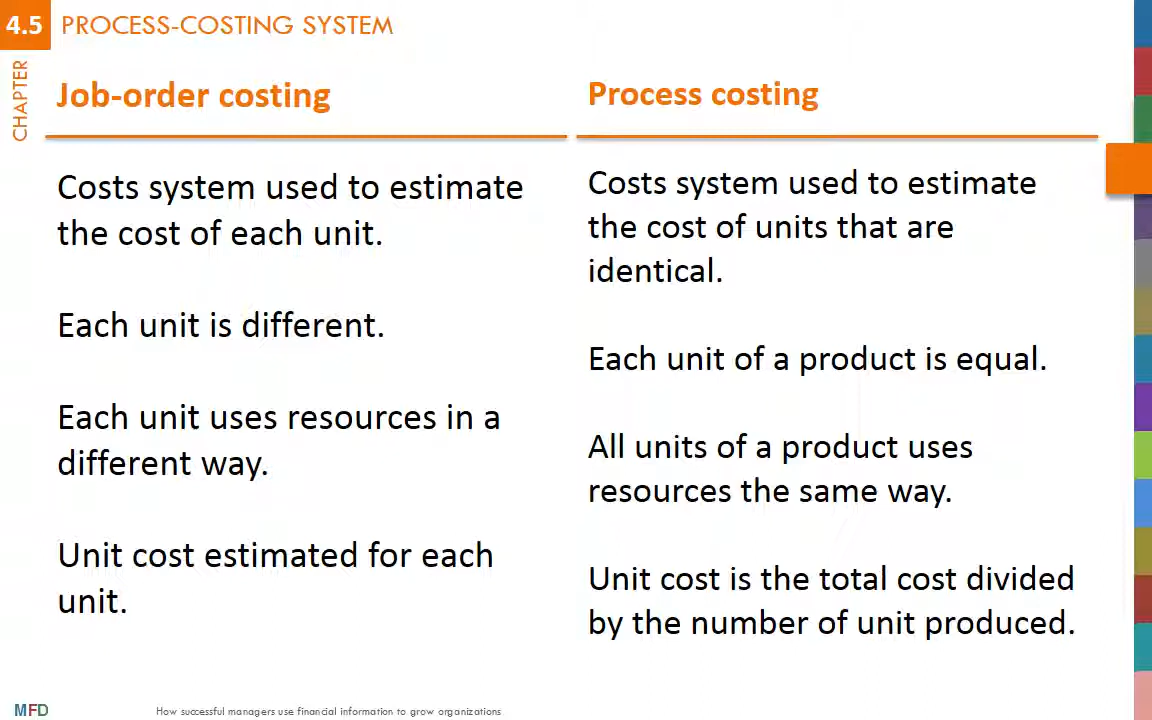 4.5 PROCESS-COSTING SYSTEM
CHAPTER
Job-order costing
Costs system used to estimate
the cost of each unit.
Each unit is different.
Each unit uses resources in a
different way.
Unit cost estimated for each
unit.
Process costing
Costs system used to estimate
the cost of units that are
identical.
Each unit of a product is equal.
All units of a product uses
resources the same way.
Unit cost is the total cost divided
by the number of unit produced.
MFD
How successful managers use financial information to grow organizations